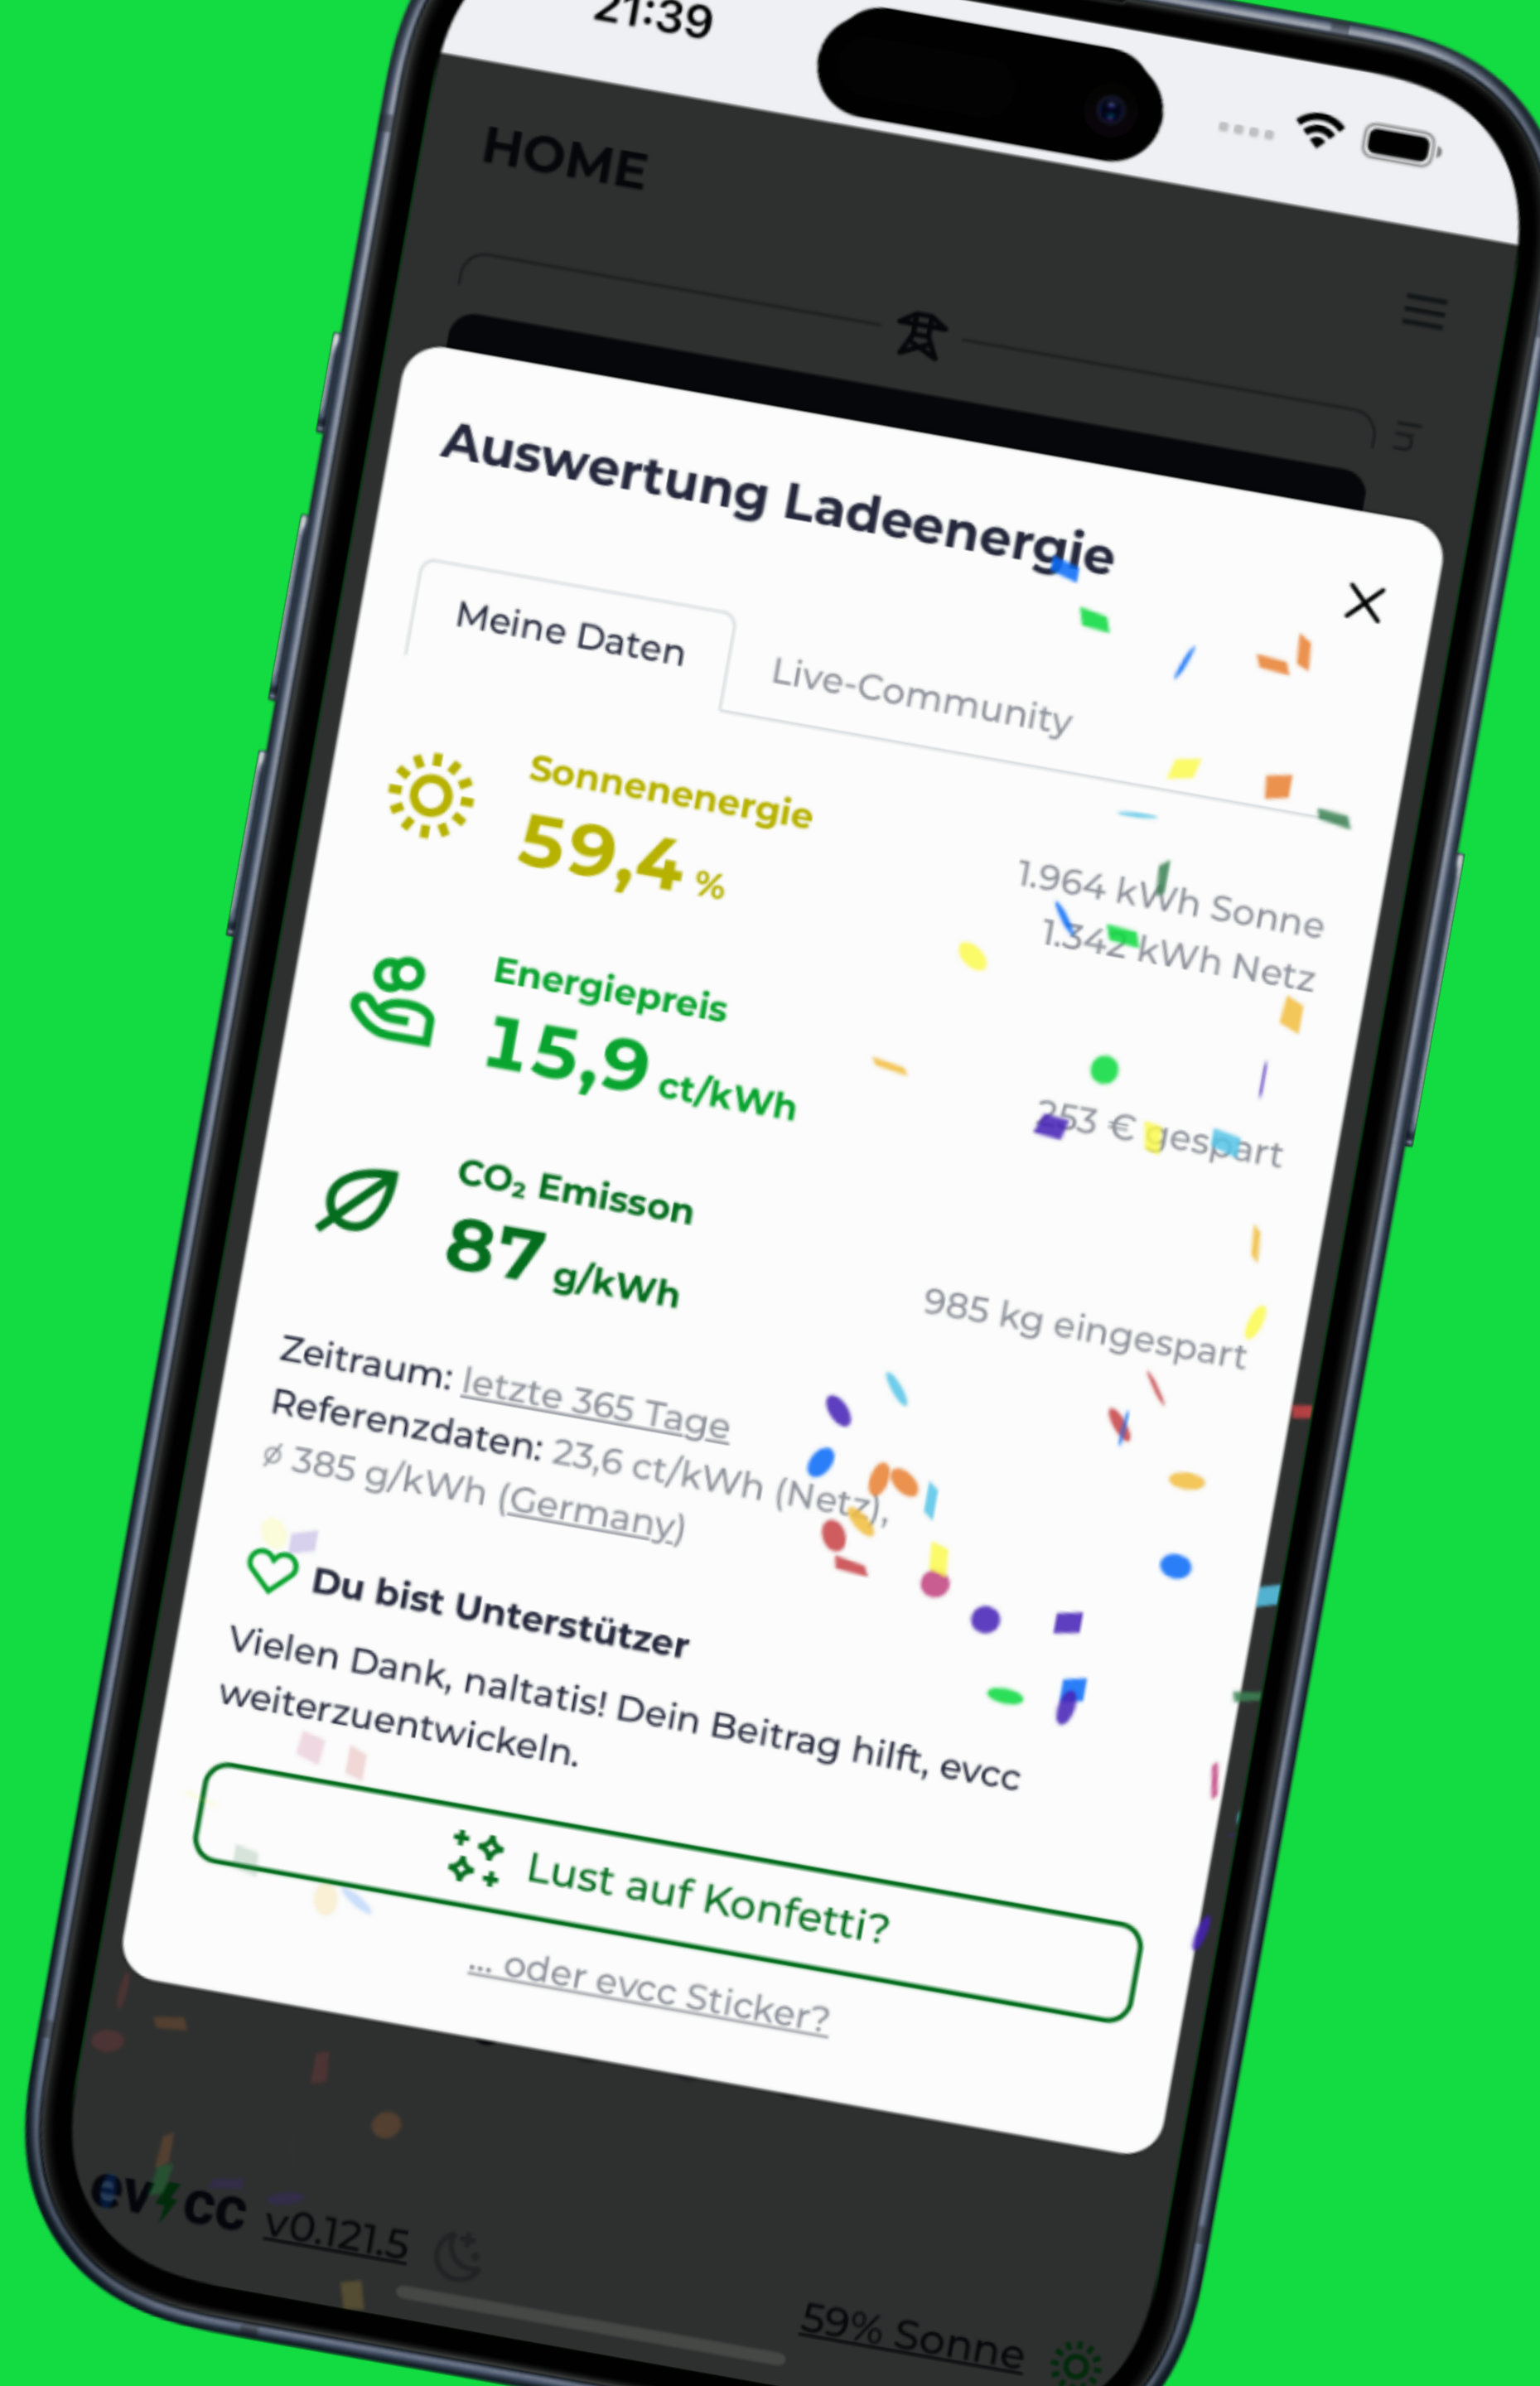 21:39
HOME
Auswertung Ladeenergie
Meine Daten
Live-Community
Sonnenenergie
59,4 %
1.964 kWh Sonne
1.342 kWh Netz
Energiepreis
15,9 ct/kWh
253 € gespart
CO₂ Emisson
87 g/kWh
985 kg eingespart
Zeitraum: letzte 365 Tage
Referenzdaten: 23,6 ct/kWh (Netz),
⌀ 385 g/kWh (Germany)
Du bist Unterstützer
Vielen Dank, naltatis! Dein Beitrag hilft, evcc
weiterzuentwickeln.
Lust auf Konfetti?
... oder evcc Sticker?
evcc v0.121.5
59% Sonne